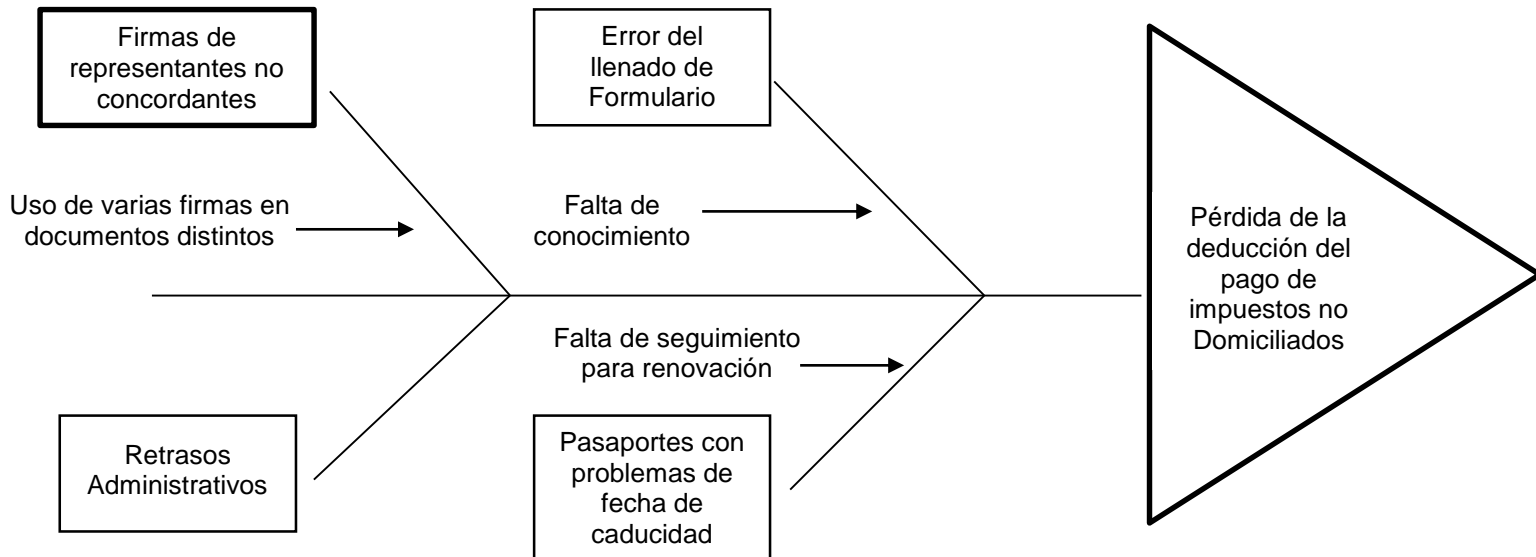 Firmas de
representantes no
concordantes
Error del
llenado de
Formulario
Uso de varias firmas en
documentos distintos
Falta de
conocimiento
Pérdida de la
deducción del
pago de
impuestos no
Domiciliados
Falta de seguimiento
para renovación
Retrasos
Administrativos
Pasaportes con
problemas de
fecha de
caducidad